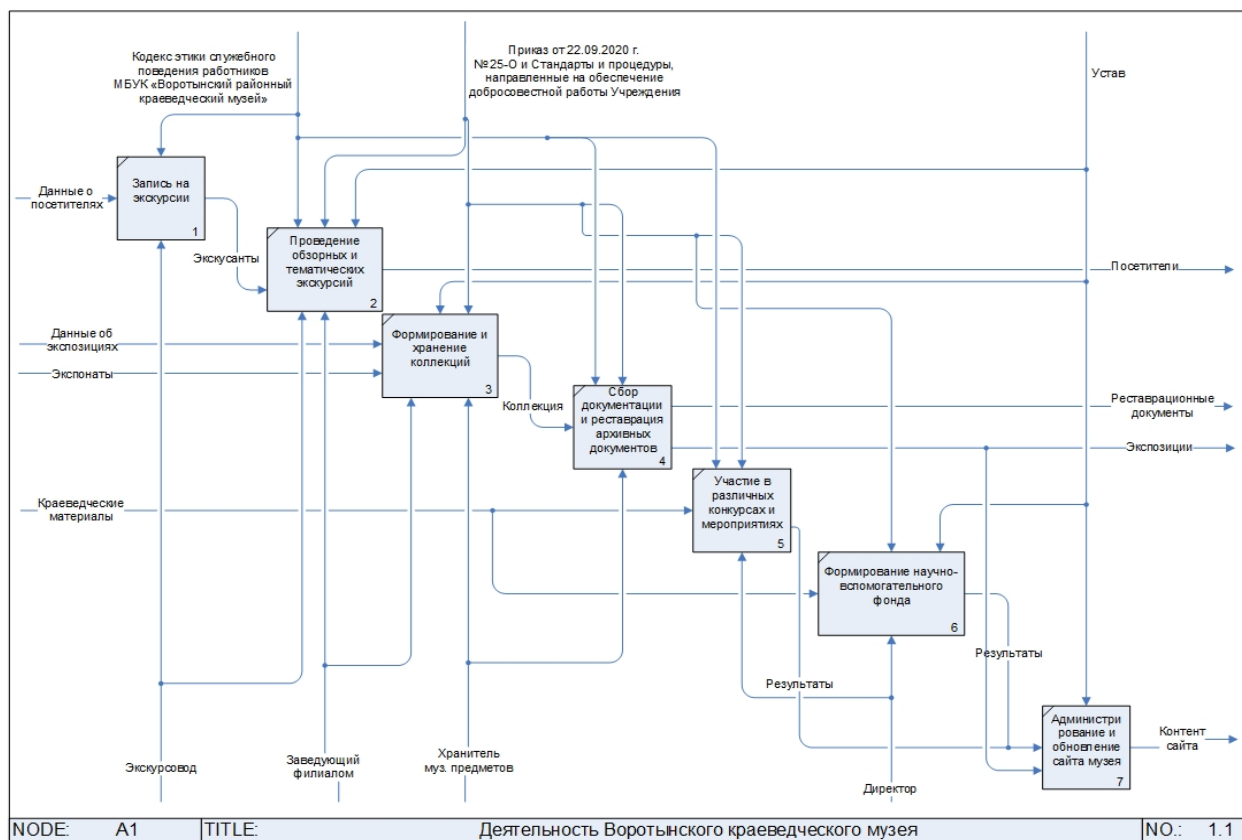 Кодекс этики служебного
поведения работников
МБУК «Воротынский районный
краеведческий музей»
Приказ от 22.09.2020 г.
№25-О и Стандарты и процедуры,
направленные на обеспечение
добросовестной работы Учреждения
Устав
Данные о
посетителях
Запись на
экскурсии
1
Экскусанты
Проведение
обзорных и
тематических
экскурсий
2
Посетители
Данные об
экспозициях
Экспонаты
Формирование и
хранение
коллекций
3
Коллекция
Сбор
документации
и реставрация
архивных
документов
4
Реставрационные
документы
Экспозиции
Краеведческие
материалы
Участие в
различных
конкурсах и
мероприятиях
5
Формирование научно-
вспомогательного
фонда
6
Результаты
Результаты
Администри
рование и
обновление
сайта музея
7
Контент
сайта
Экскурсовод
Заведующий
филиалом
Хранитель
муз. предметов
Директор
NODE: A1 TITLE: Деятельность Воротынского краеведческого музея NO.: 1.1